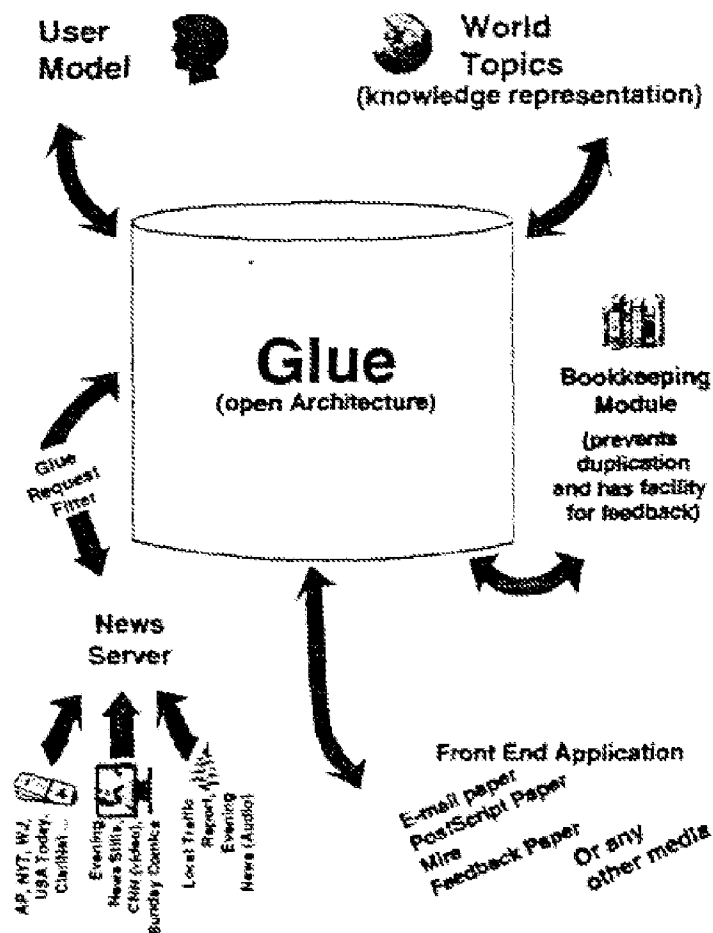 User
Model
World
Topics
(knowledge representation)
Glue
(open Architecture)
Bookkeeping
Module
(prevents
duplication
and has facility
for feedback)
Glue
Request
Filter
News
Server
AP, NYT, WJ,
USA Today,
ClariNet ...
Evening
News Stills,
CNN (video),
Sunday Comics
Local Traffic
Report,
Evening
News (Audio)
Front End Application
E-mail paper
PostScript Paper
Mire
Feedback Paper
Or any
other media